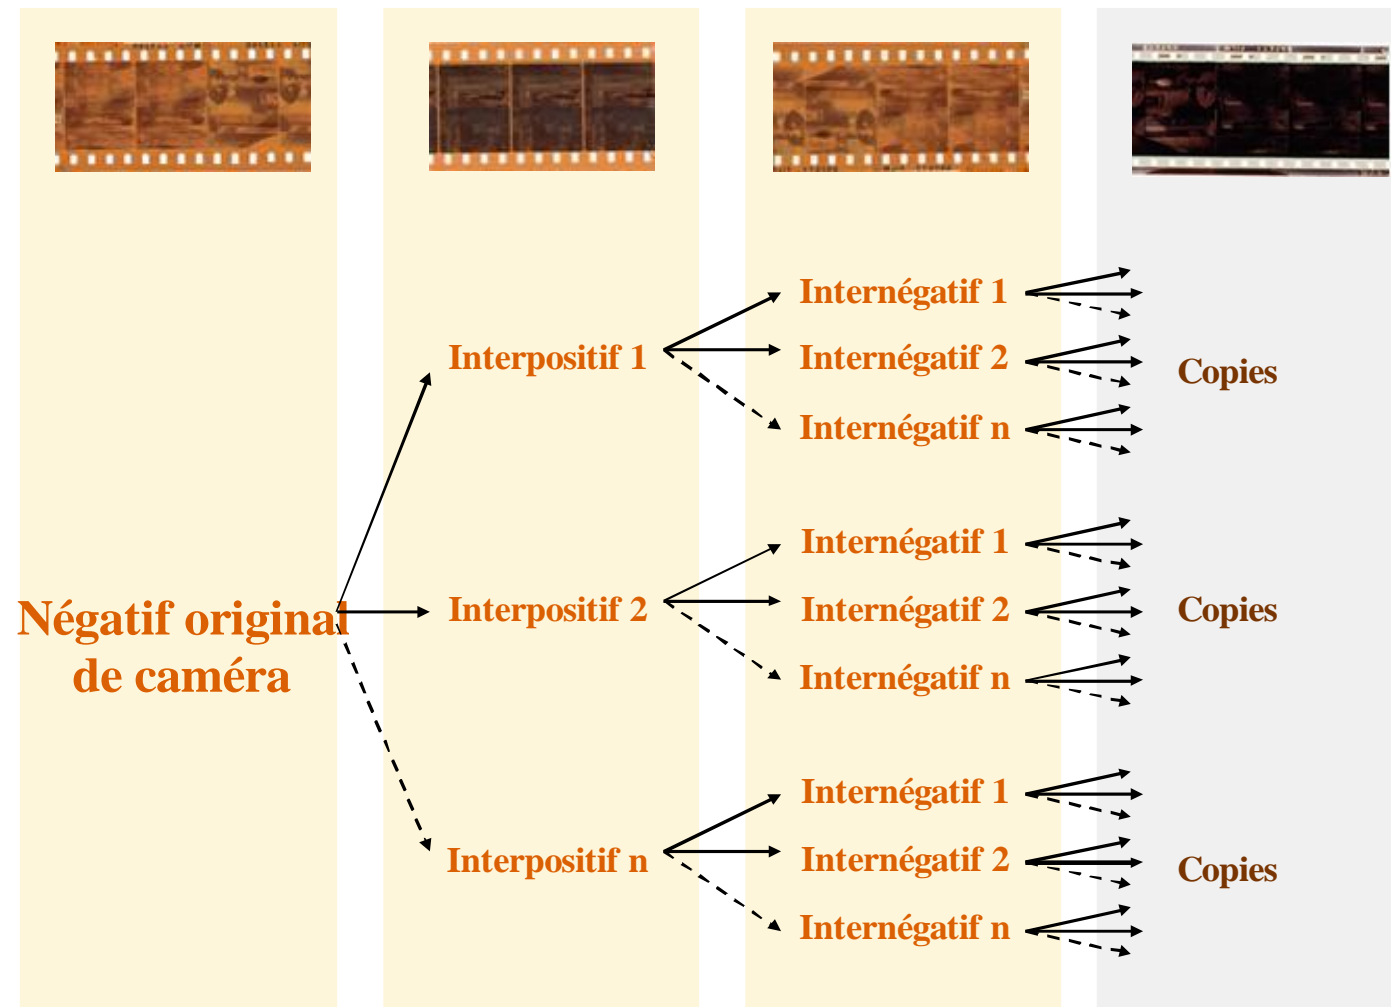 Négatif original
de caméra
Interpositif 1
Interpositif 2
Interpositif n
Internégatif 1
Internégatif 2
Internégatif n
Internégatif 1
Internégatif 2
Internégatif n
Internégatif 1
Internégatif 2
Internégatif n
Copies
Copies
Copies